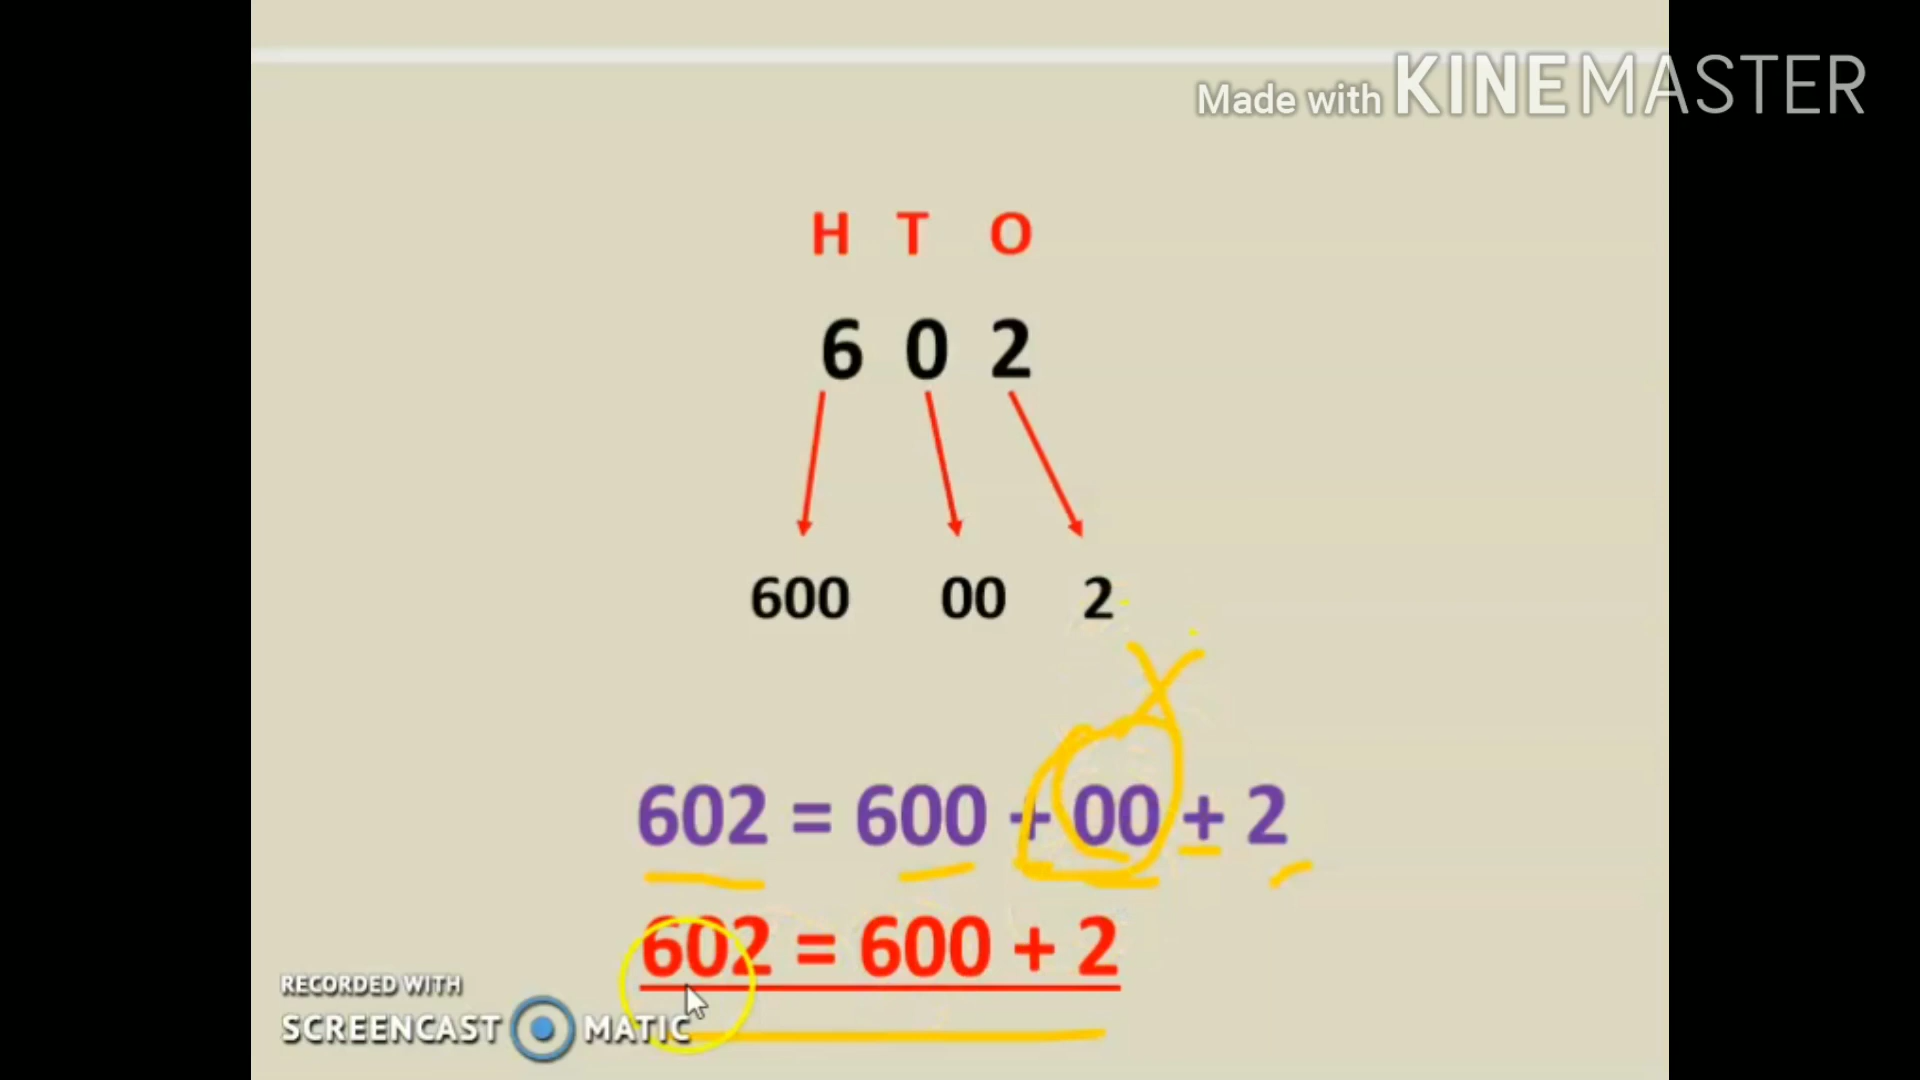 Made with KINEMASTER
H T O
6 0 2
600 00 2
602 = 600 + 00 + 2
602 = 600 + 2
RECORDED WITH
SCREENCAST MATIC